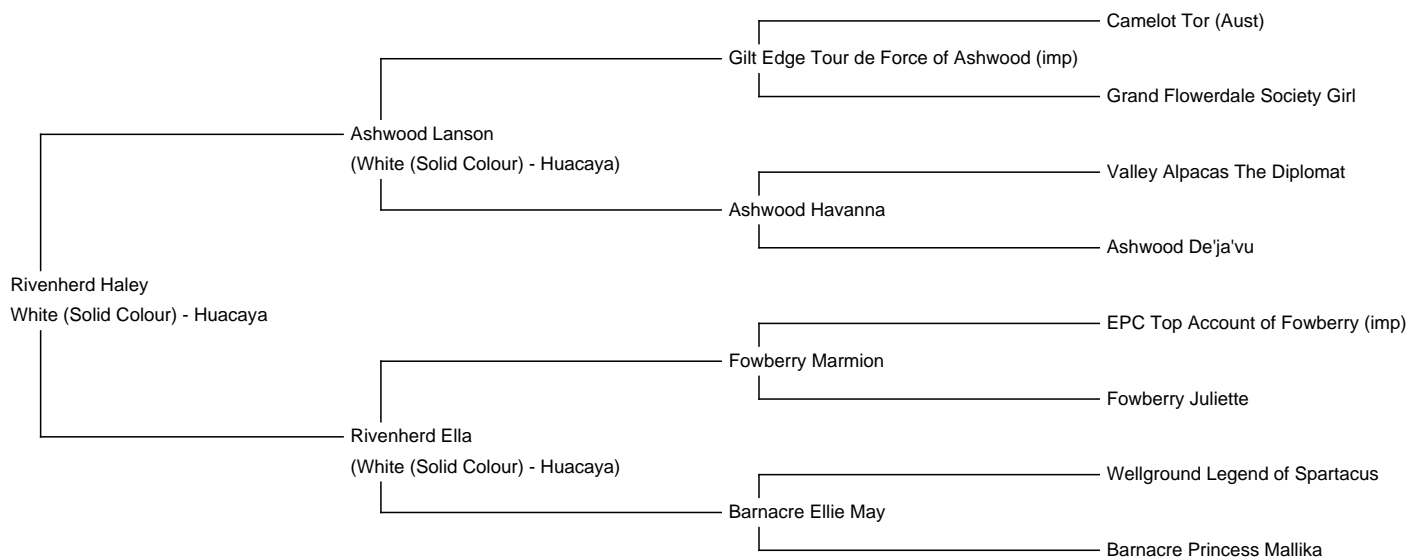 Camelot Tor (Aust)
Gilt Edge Tour de Force of Ashwood (imp)
Grand Flowerdale Society Girl
Ashwood Lanson
(White (Solid Colour) - Huacaya)
Valley Alpacas The Diplomat
Ashwood Havanna
Ashwood De'ja'vu
Rivenherd Haley
White (Solid Colour) - Huacaya
EPC Top Account of Fowberry (imp)
Fowberry Marmion
Fowberry Juliette
Rivenherd Ella
(White (Solid Colour) - Huacaya)
Wellground Legend of Spartacus
Barnacre Ellie May
Barnacre Princess Mallika